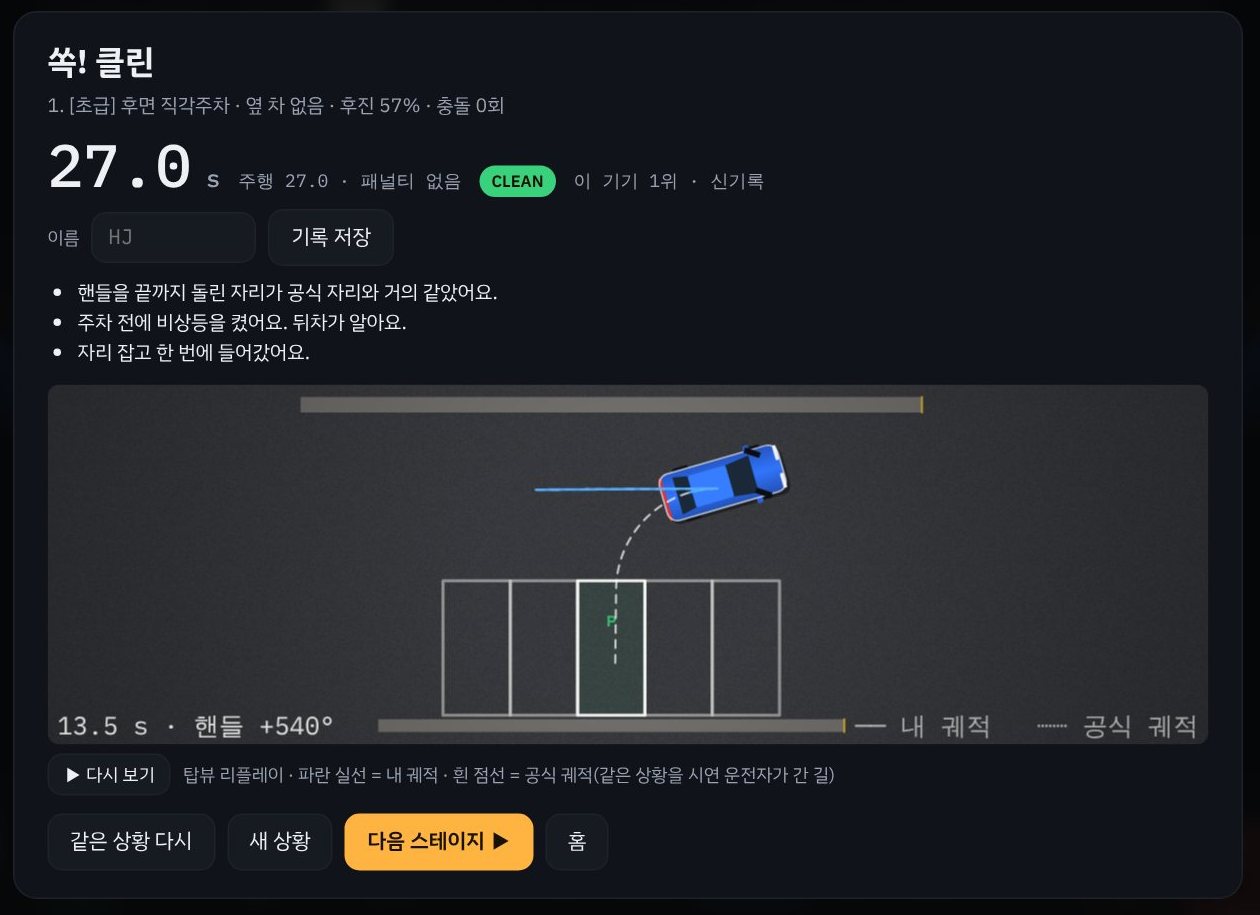 쏙! 클린
1. [초급] 후면 직각주차 · 옆 차 없음 · 후진 57% · 충돌 0회
27.0 s 주행 27.0 · 패널티 없음 CLEAN 이 기기 1위 · 신기록
이름 HJ 기록 저장
• 핸들을 끝까지 돌린 자리가 공식 자리와 거의 같았어요.
• 주차 전에 비상등을 켰어요. 뒤차가 알아요.
• 자리 잡고 한 번에 들어갔어요.
P
13.5 s · 핸들 +540° 내 궤적 공식 궤적
▶ 다시 보기 탑뷰 리플레이 · 파란 실선 = 내 궤적 · 흰 점선 = 공식 궤적(같은 상황을 시연 운전자가 간 길)
같은 상황 다시 새 상황 다음 스테이지 ▶ 홈